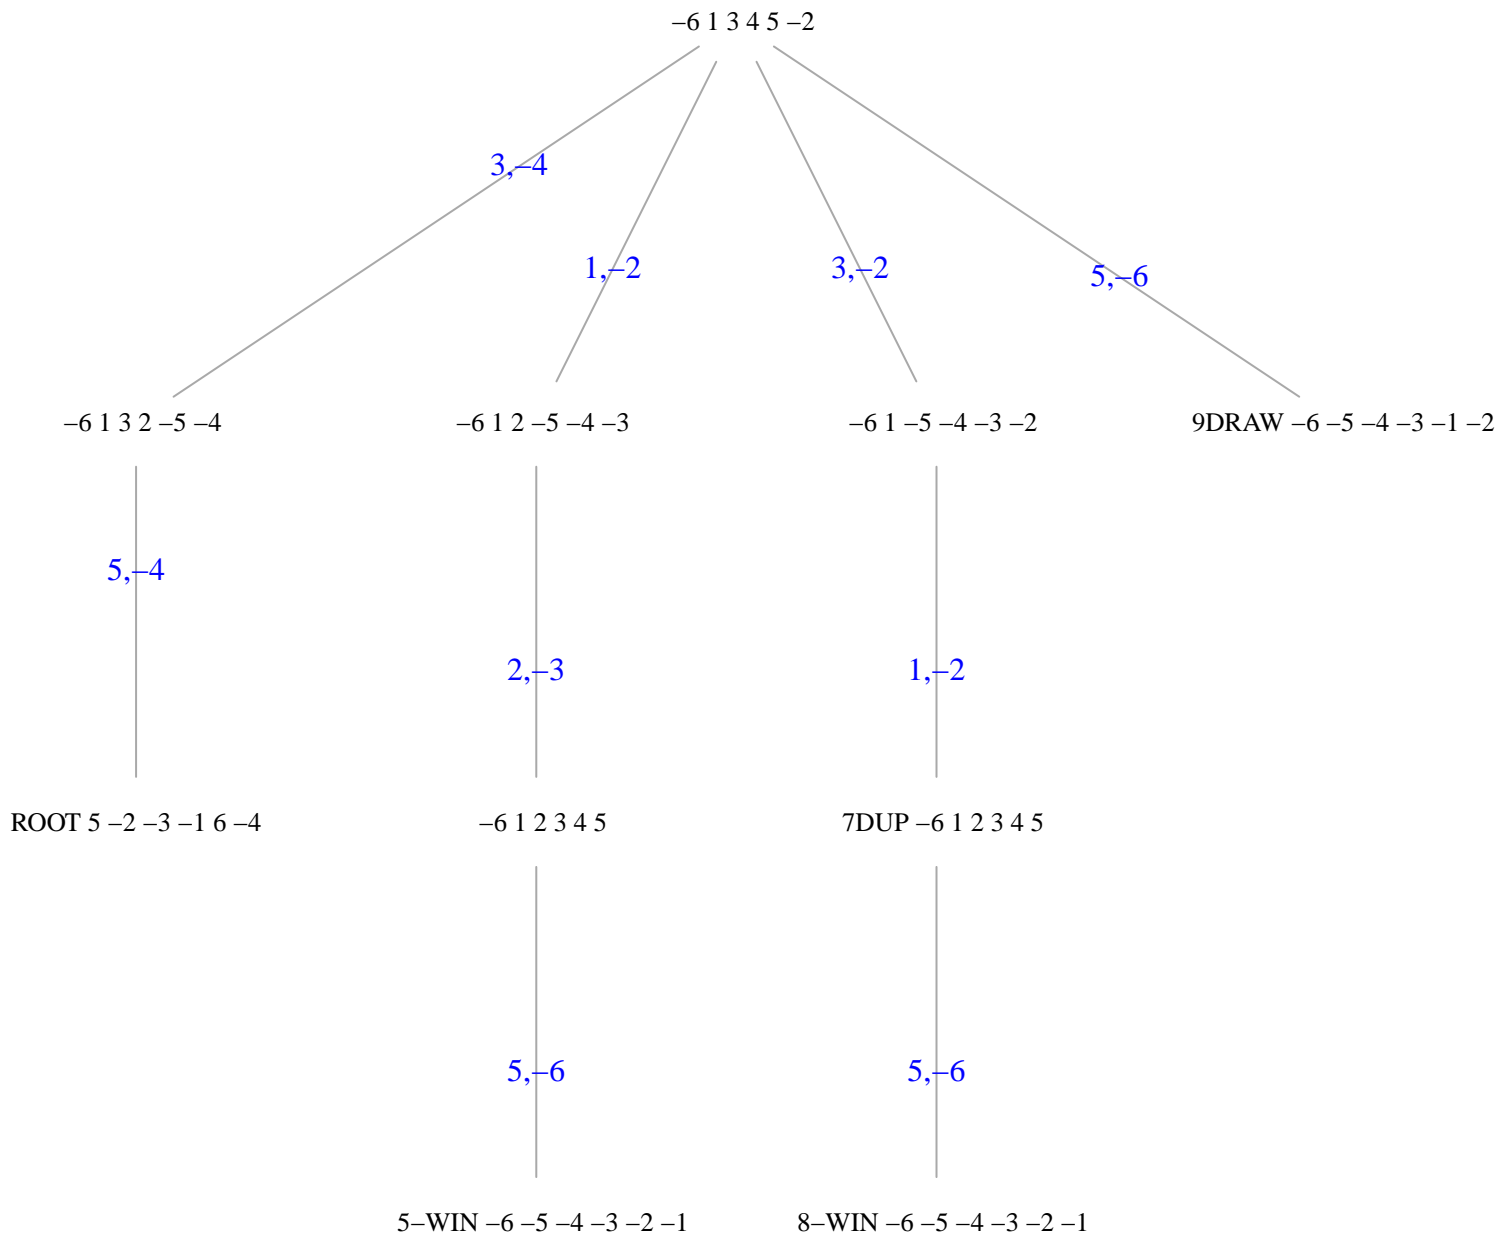 –6 1 3 4 5 –2
3,–4
1,–2
3,–2
5,–6
–6 1 3 2 –5 –4
–6 1 2 –5 –4 –3
–6 1 –5 –4 –3 –2
9DRAW –6 –5 –4 –3 –1 –2
5,–4
2,–3
1,–2
ROOT 5 –2 –3 –1 6 –4
–6 1 2 3 4 5
7DUP –6 1 2 3 4 5
5,–6
5,–6
5–WIN –6 –5 –4 –3 –2 –1
8–WIN –6 –5 –4 –3 –2 –1